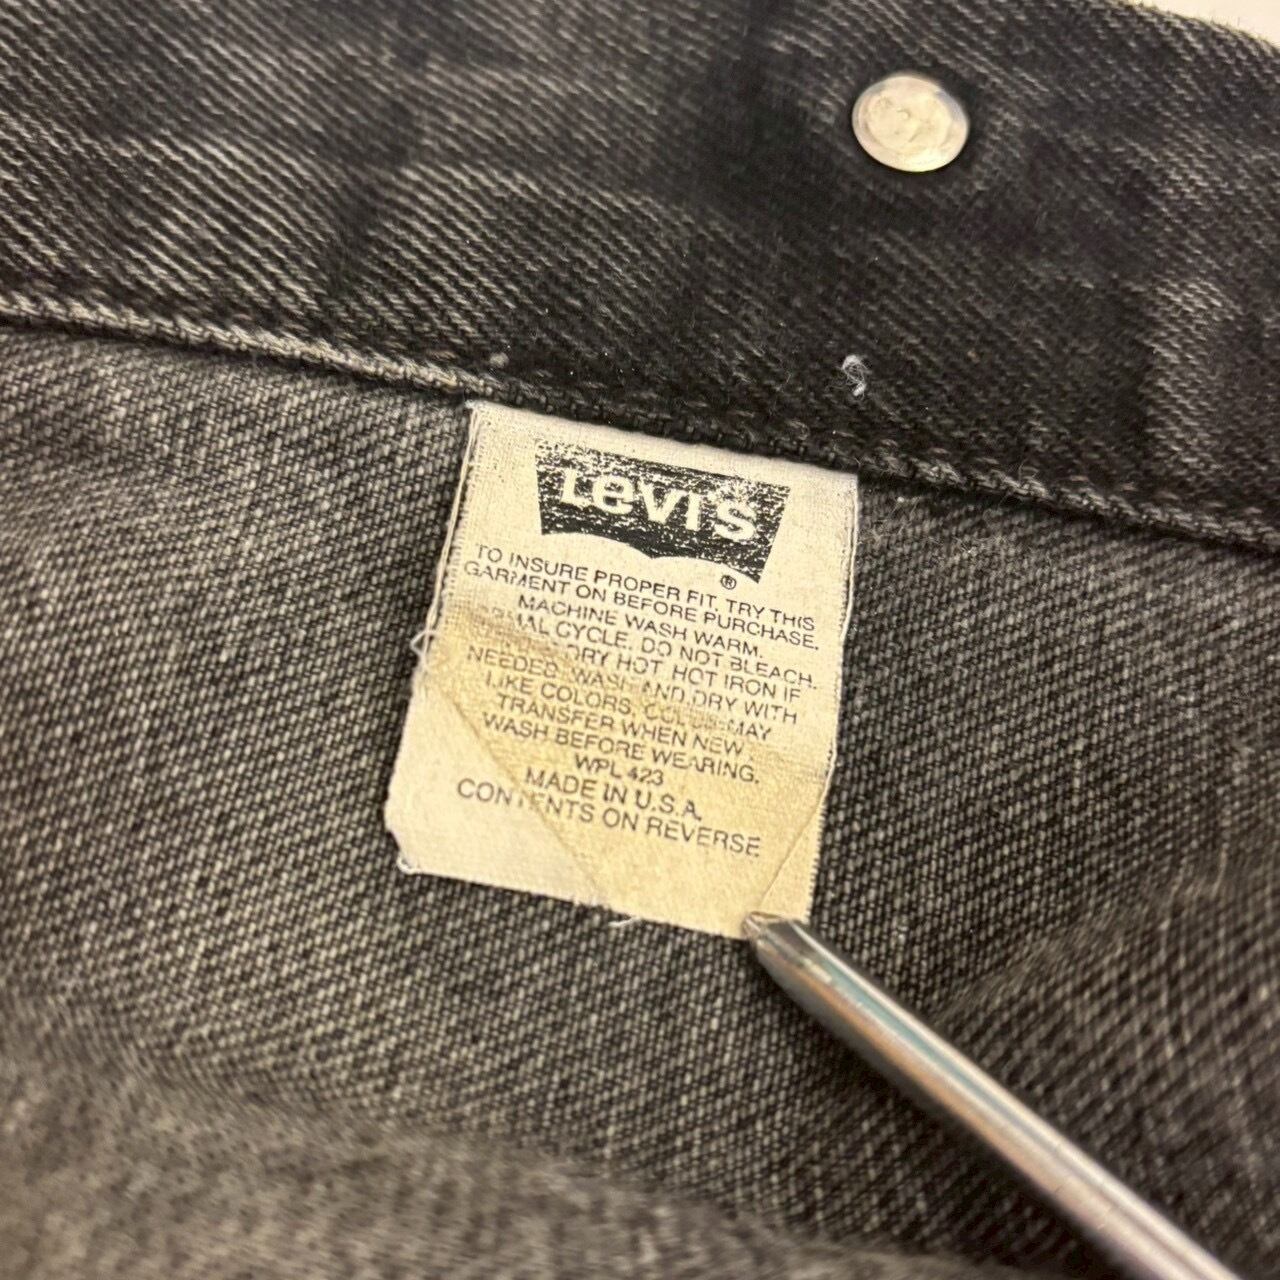 Levi's
®
TO INSURE PROPER FIT, TRY THIS
GARMENT ON BEFORE PURCHASE.
MACHINE WASH WARM.
CYCLE. DO NOT BLEACH.
DRY HOT. HOT IRON IF
NEEDED. WASH AND DRY WITH
LIKE COLORS. MAY
TRANSFER WHEN NEW
WASH BEFORE WEARING.
WPL 423
MADE IN U.S.A.
CONTENTS ON REVERSE